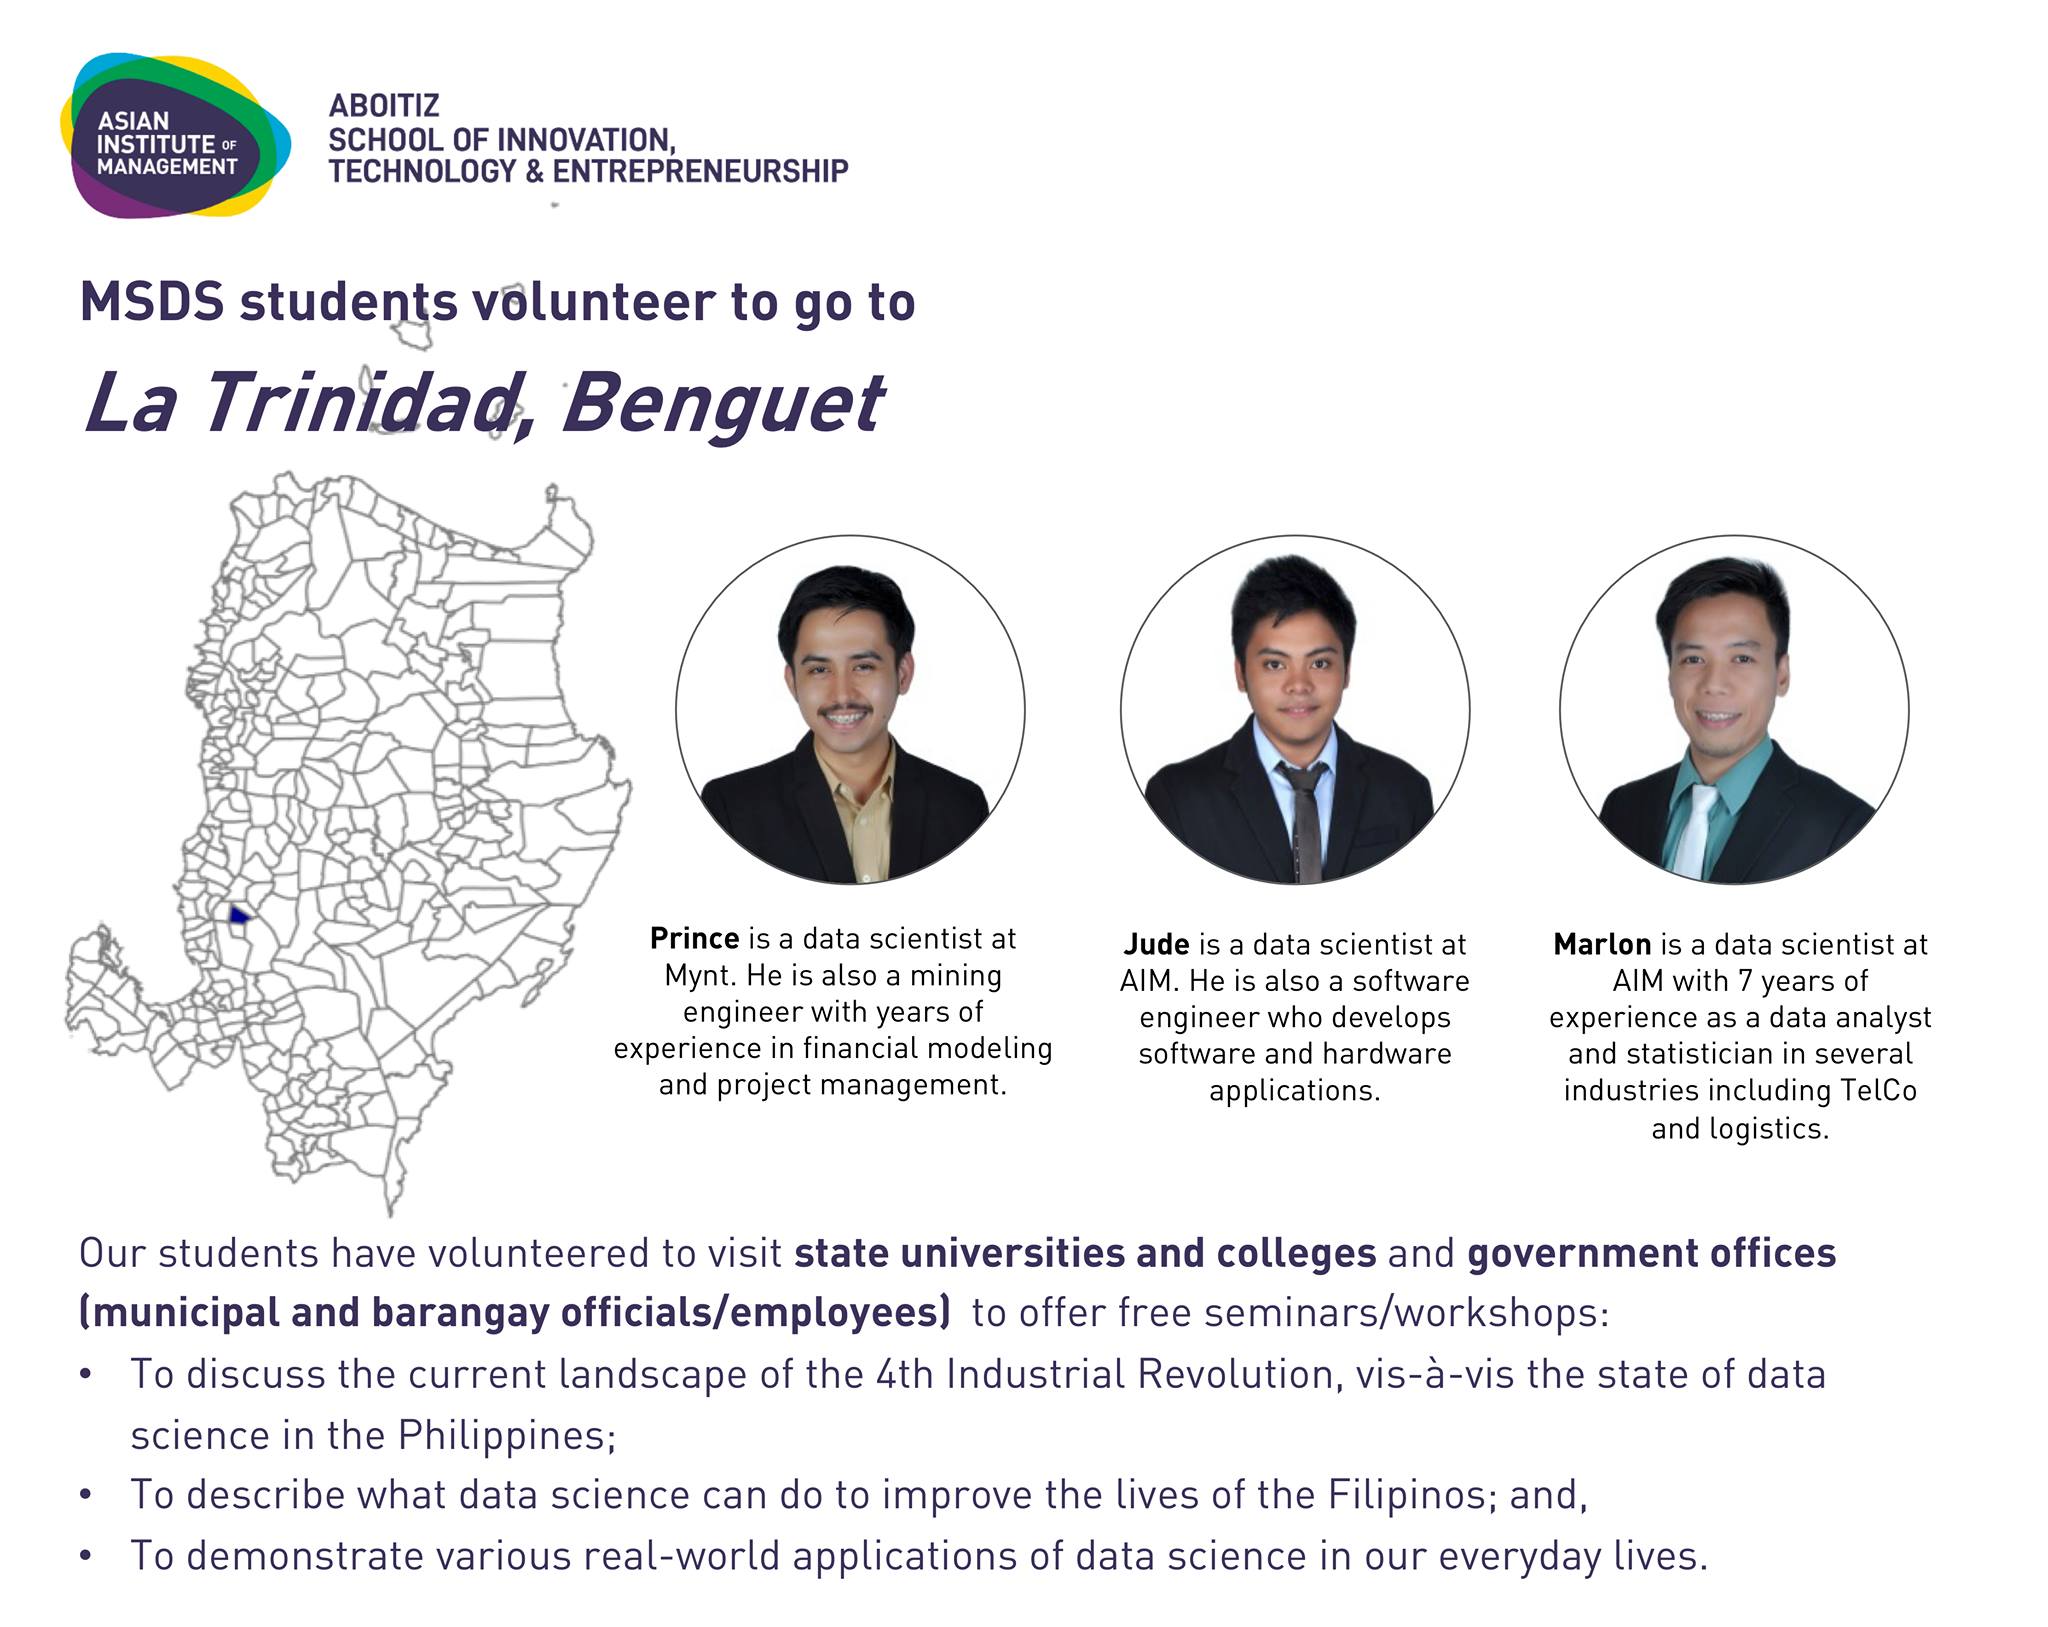 ASIAN
INSTITUTE OF
MANAGEMENT
ABOITIZ
SCHOOL OF INNOVATION,
TECHNOLOGY & ENTREPRENEURSHIP
MSDS students volunteer to go to
La Trinidad, Benguet
Prince is a data scientist at
Mynt. He is also a mining
engineer with years of
experience in financial modeling
and project management.
Jude is a data scientist at
AIM. He is also a software
engineer who develops
software and hardware
applications.
Marlon is a data scientist at
AIM with 7 years of
experience as a data analyst
and statistician in several
industries including TelCo
and logistics.
Our students have volunteered to visit state universities and colleges and government offices
(municipal and barangay officials/employees) to offer free seminars/workshops:
• To discuss the current landscape of the 4th Industrial Revolution, vis-à-vis the state of data
science in the Philippines;
• To describe what data science can do to improve the lives of the Filipinos; and,
• To demonstrate various real-world applications of data science in our everyday lives.